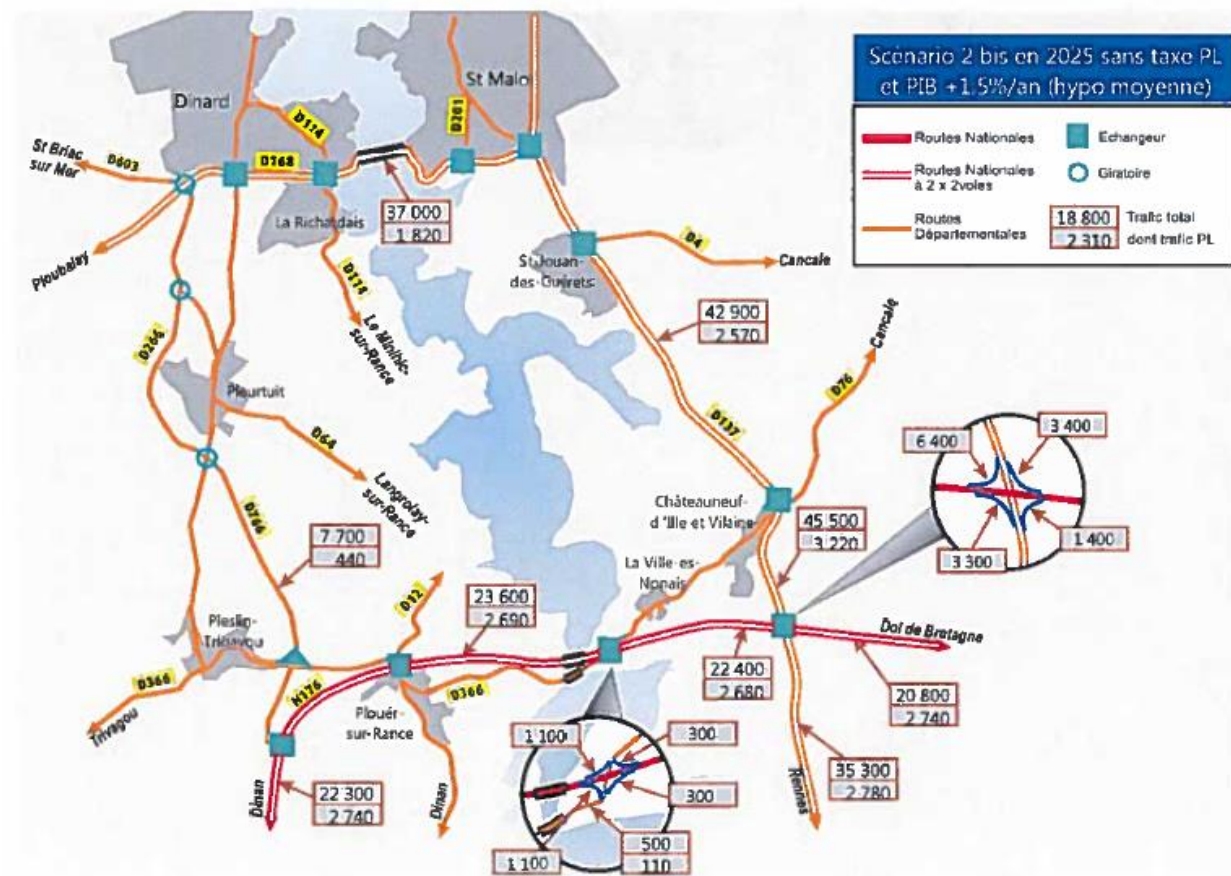 Scénario 2 bis en 2025 sans taxe PL
et PIB +1.5%/an (hypo moyenne)
Routes Nationales
Routes Nationales
à 2 x 2voles
Routes
Départementales
Echangeur
Giratoire
18 800
2 310
Trafic total
dont trafic PL
St Malo
Dinard
D114
D201
D168
St Briac
sur Mer
D603
La Richardais
37 000
1 820
Ploubalay
D4
Cancale
St Jouan-
des-Guérets
D114
Le Minihic-
sur-Rance
D266
42 900
2 570
Cancale
D76
Pleurtuit
D137
D64
Langrolay-
sur-Rance
6 400
3 400
3 300
1 400
Châteauneuf-
d'Ille et Vilaine
45 500
3 220
D766
7 700
440
La Ville-es-
Nonais
D12
23 600
2 690
Pleslin-
Trigavou
Dol de Bretagne
D366
N176
D366
22 400
2 680
20 800
2 740
Trivagou
Plouër-
sur-Rance
1 100
300
300
500
110
1 100
35 300
2 780
Rennes
Dinan
22 300
2 740
Dinan